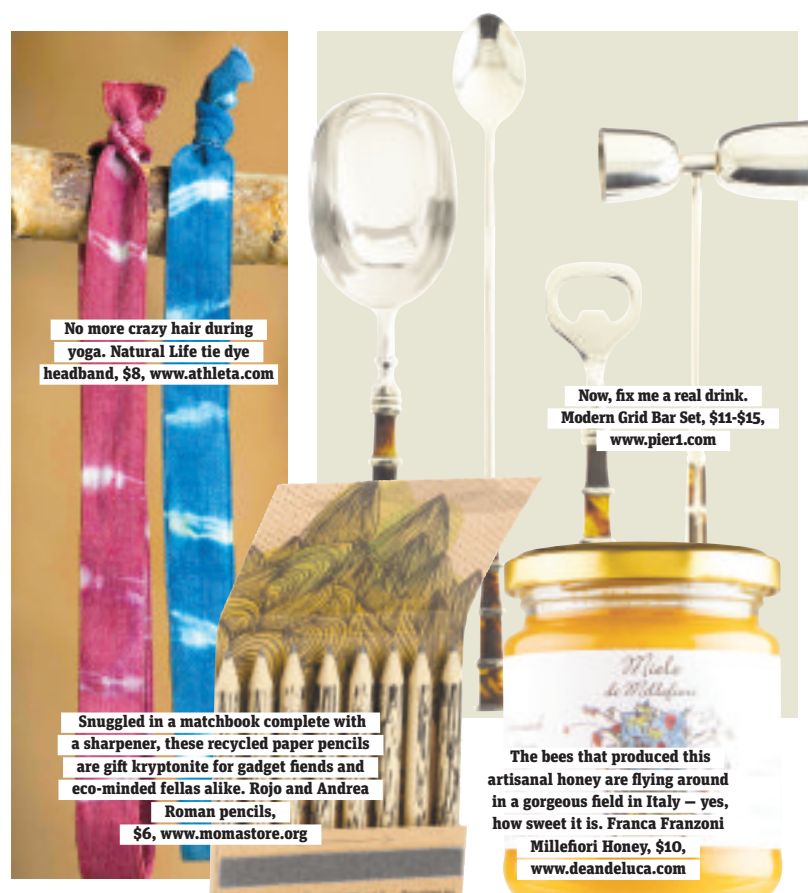 No more crazy hair during
yoga. Natural Life tie dye
headband, $8, www.athleta.com
Now, fix me a real drink.
Modern Grid Bar Set, $11-$15,
www.pier1.com
Snuggled in a matchbook complete with
a sharpener, these recycled paper pencils
are gift kryptonite for gadget fiends and
eco-minded fellas alike. Rojo and Andrea
Roman pencils,
$6, www.momastore.org
Miele
di Millefiori
The bees that produced this
artisanal honey are flying around
in a gorgeous field in Italy — yes,
how sweet it is. Franca Franzoni
Millefiori Honey, $10,
www.deandeluca.com